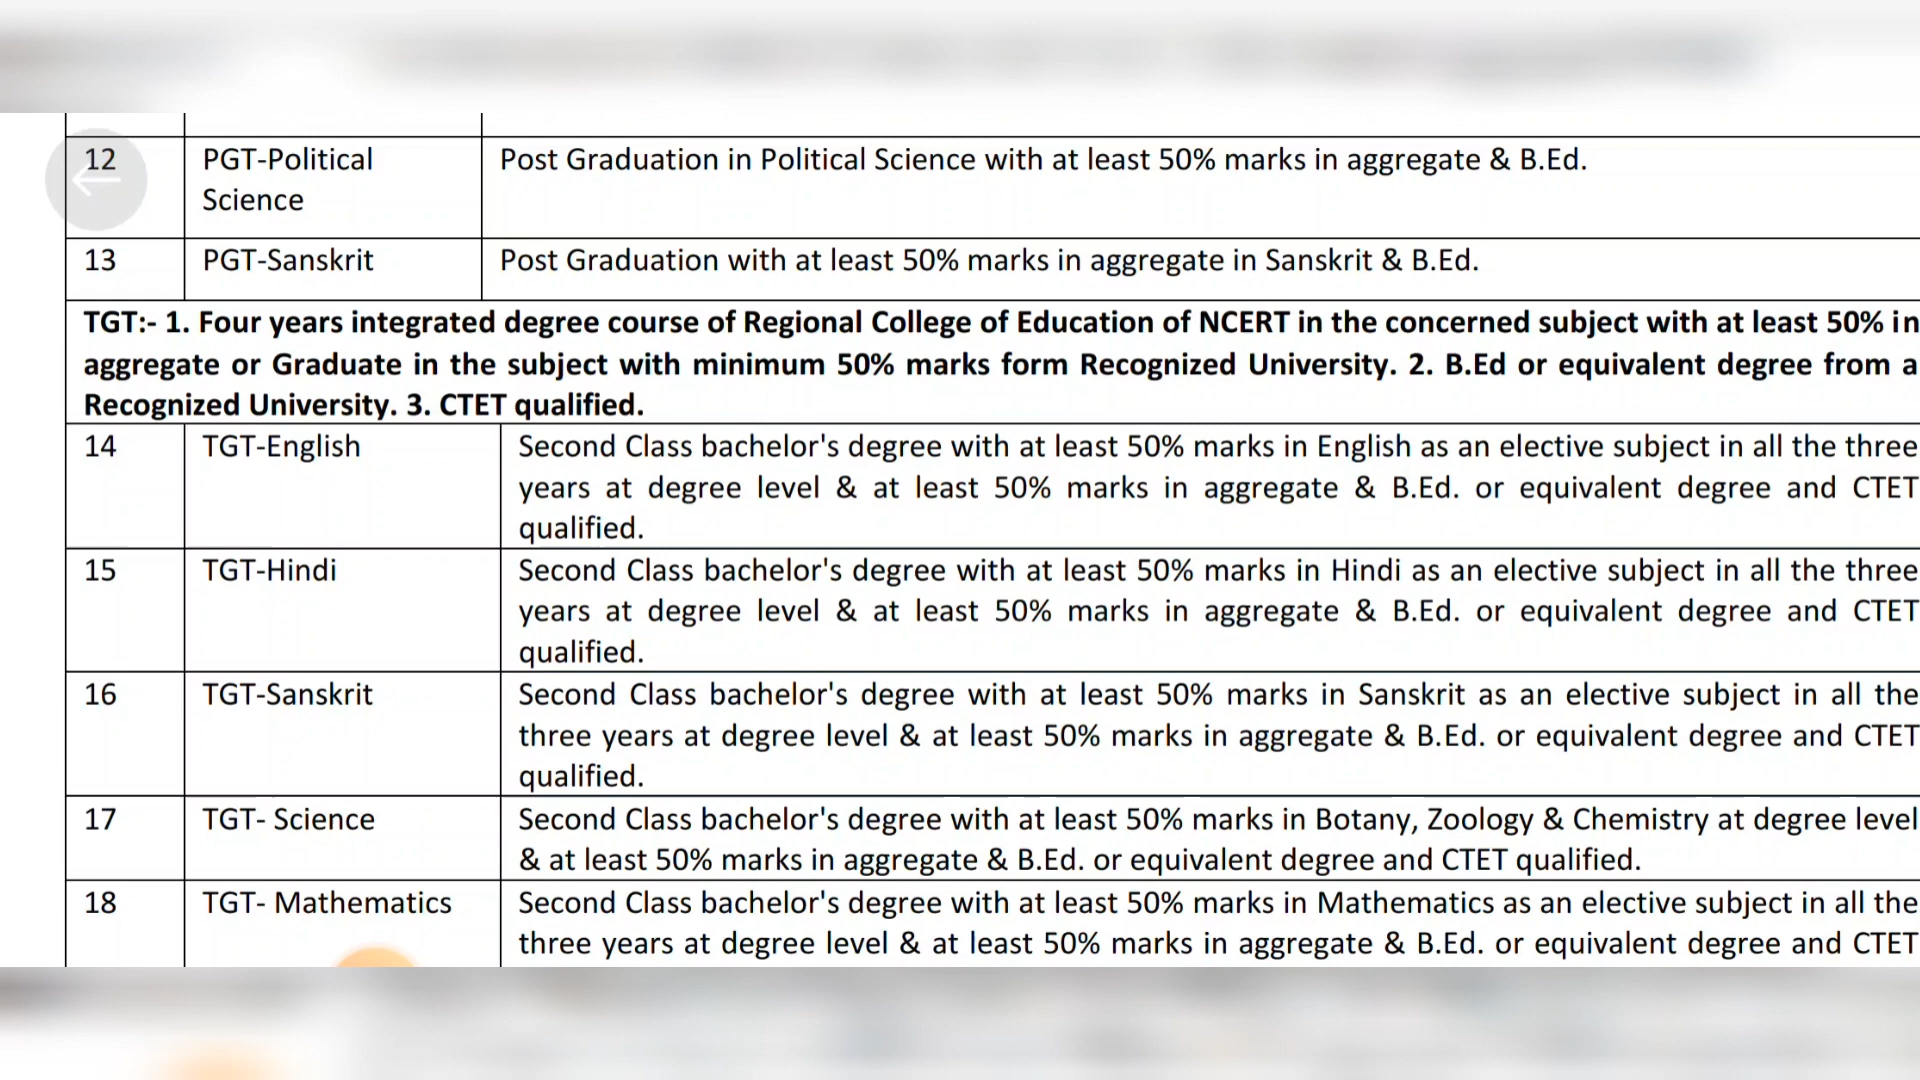 12 PGT-Political Post Graduation in Political Science with at least 50% marks in aggregate & B.Ed.
Science
13 PGT-Sanskrit Post Graduation with at least 50% marks in aggregate in Sanskrit & B.Ed.
TGT:- 1. Four years integrated degree course of Regional College of Education of NCERT in the concerned subject with at least 50% in
aggregate or Graduate in the subject with minimum 50% marks form Recognized University. 2. B.Ed or equivalent degree from a
Recognized University. 3. CTET qualified.
14 TGT-English Second Class bachelor's degree with at least 50% marks in English as an elective subject in all the three
years at degree level & at least 50% marks in aggregate & B.Ed. or equivalent degree and CTET
qualified.
15 TGT-Hindi Second Class bachelor's degree with at least 50% marks in Hindi as an elective subject in all the three
years at degree level & at least 50% marks in aggregate & B.Ed. or equivalent degree and CTET
qualified.
16 TGT-Sanskrit Second Class bachelor's degree with at least 50% marks in Sanskrit as an elective subject in all the
three years at degree level & at least 50% marks in aggregate & B.Ed. or equivalent degree and CTET
qualified.
17 TGT- Science Second Class bachelor's degree with at least 50% marks in Botany, Zoology & Chemistry at degree level
& at least 50% marks in aggregate & B.Ed. or equivalent degree and CTET qualified.
18 TGT- Mathematics Second Class bachelor's degree with at least 50% marks in Mathematics as an elective subject in all the
three years at degree level & at least 50% marks in aggregate & B.Ed. or equivalent degree and CTET